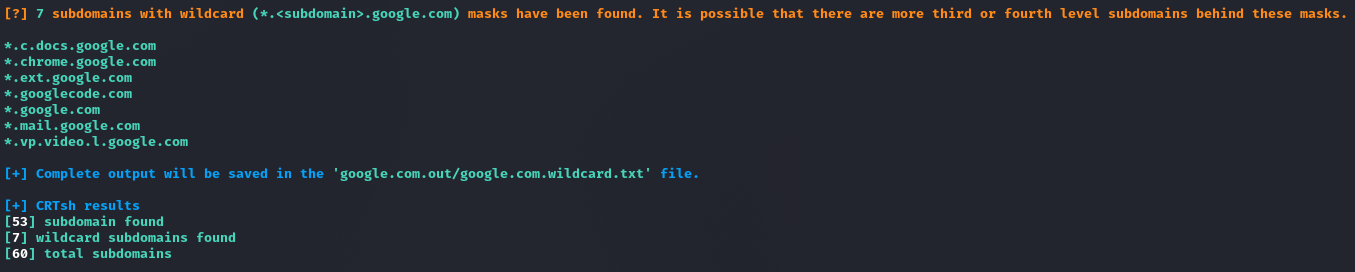 [?] 7 subdomains with wildcard (*.<subdomain>.google.com) masks have been found. It is possible that there are more third or fourth level subdomains behind these masks.
*.c.docs.google.com
*.chrome.google.com
*.ext.google.com
*.googlecode.com
*.google.com
*.mail.google.com
*.vp.video.l.google.com
[+] Complete output will be saved in the 'google.com.out/google.com.wildcard.txt' file.
[+] CRTsh results
[53] subdomain found
[7] wildcard subdomains found
[60] total subdomains